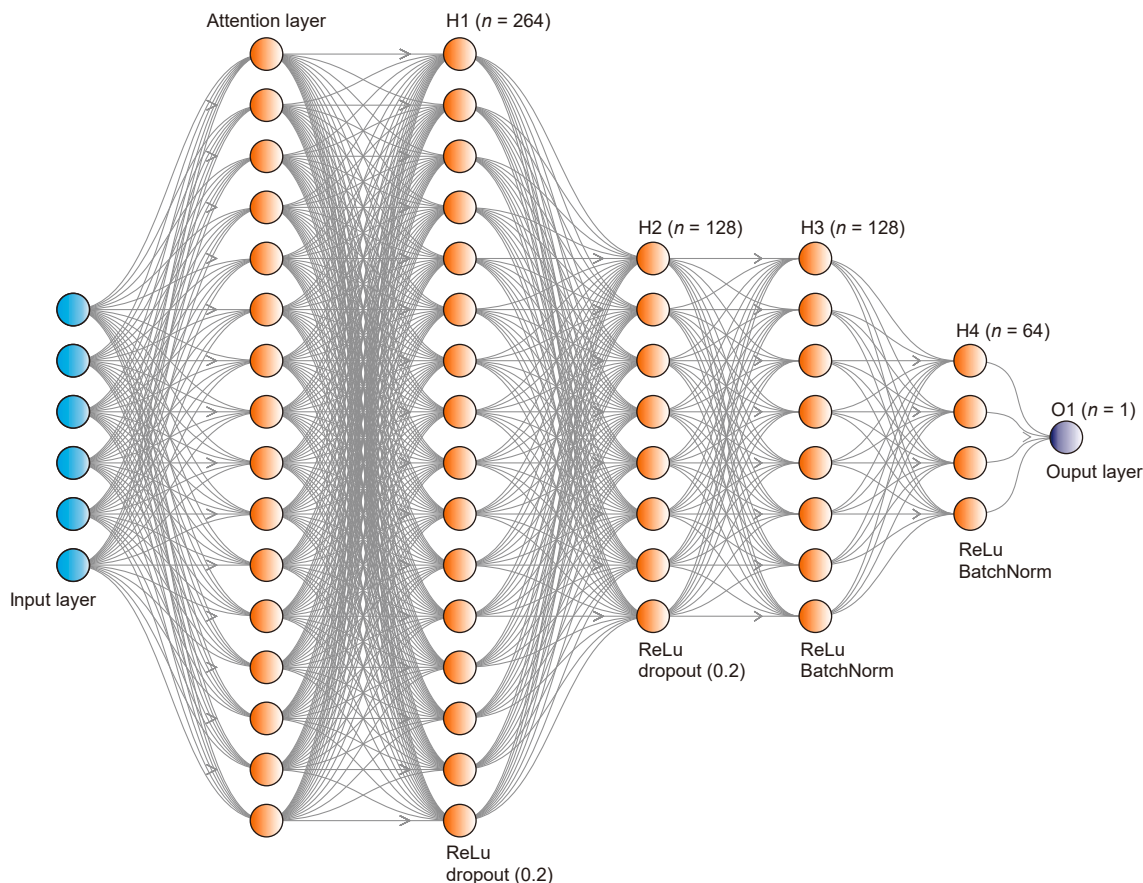 Attention layer
H1 (n = 264)
H2 (n = 128)
H3 (n = 128)
H4 (n = 64)
O1 (n = 1)
Ouput layer
Input layer
ReLu
BatchNorm
ReLu
dropout (0.2)
ReLu
BatchNorm
ReLu
dropout (0.2)